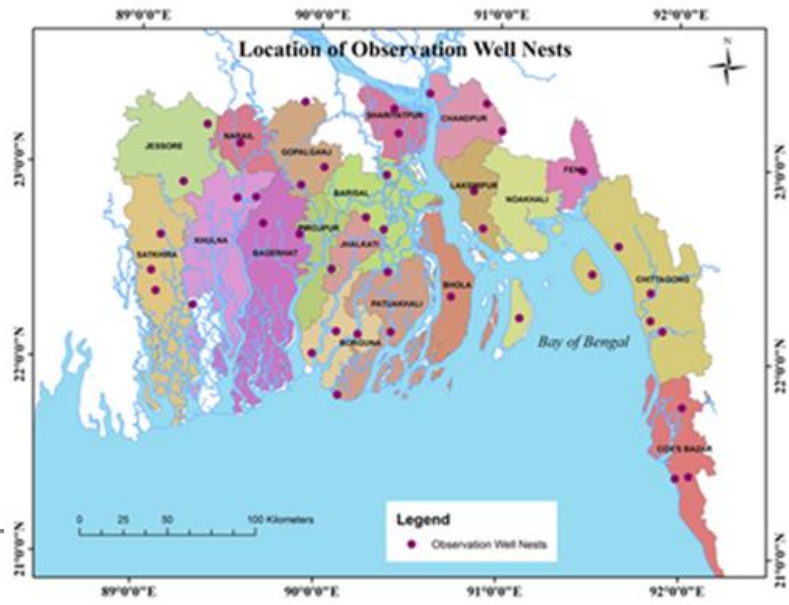 89°0'0"E 90°0'0"E 91°0'0"E 92°0'0"E
Location of Observation Well Nests
N
SHARIATPUR
CHANDPUR
NARAIL
JESSORE
GOPALGANJ
23°0'0"N
23°0'0"N
FENI
LAKSMIPUR
BARISAL
NOAKHALI
PIROJPUR
KHULNA
JHALKATI
BAGERHAT
SATKHIRA
CHITTAGONG
BHOLA
PATUAKHALI
Bay of Bengal
BORGUNA
22°0'0"N
22°0'0"N
COX'S BAZAR
0 25 50 100 Kilometers
Legend
Observation Well Nests
21°0'0"N
21°0'0"N
89°0'0"E 90°0'0"E 91°0'0"E 92°0'0"E